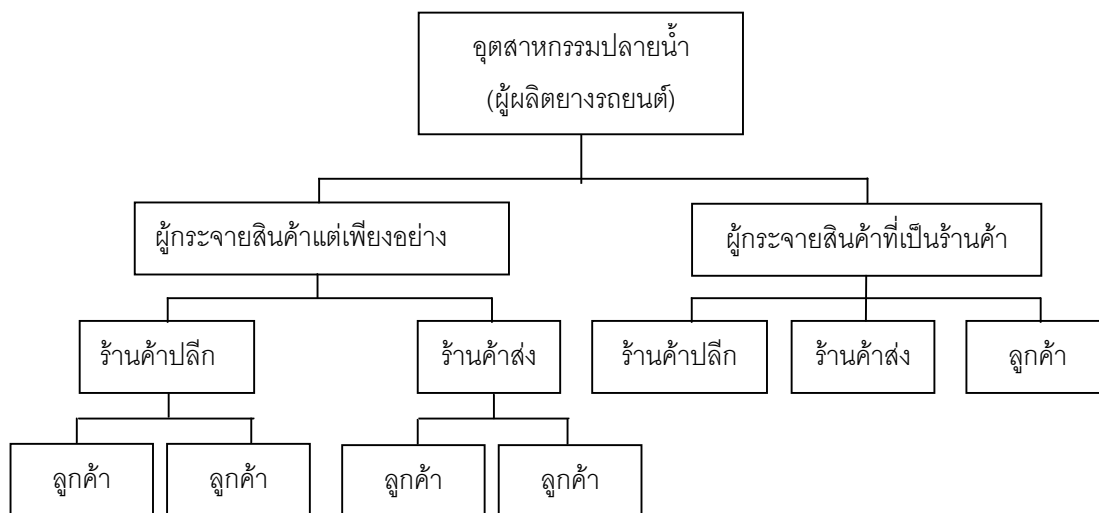 อุตสาหกรรมปลายน้ำ
(ผู้ผลิตยางรถยนต์)
ผู้กระจายสินค้าแต่เพียงอย่าง
ผู้กระจายสินค้าที่เป็นร้านค้า
ร้านค้าปลีก
ร้านค้าส่ง
ร้านค้าปลีก
ร้านค้าส่ง
ลูกค้า
ลูกค้า
ลูกค้า
ลูกค้า
ลูกค้า